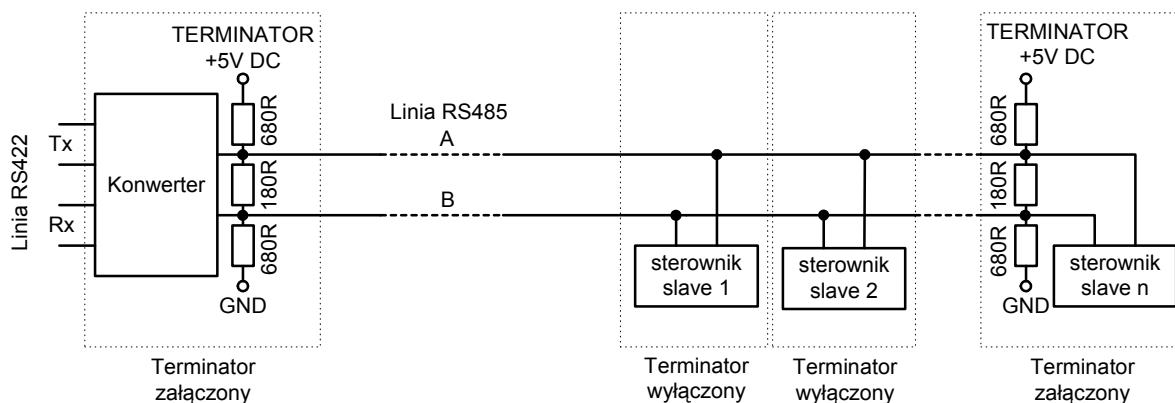 TERMINATOR
+5V DC
680R
180R
680R
GND
Linia RS422
Tx
Rx
Konwerter
Linia RS485
A
B
sterownik
slave 1
sterownik
slave 2
TERMINATOR
+5V DC
680R
180R
680R
GND
sterownik
slave n
Terminator
załączony
Terminator
wyłączony
Terminator
wyłączony
Terminator
załączony